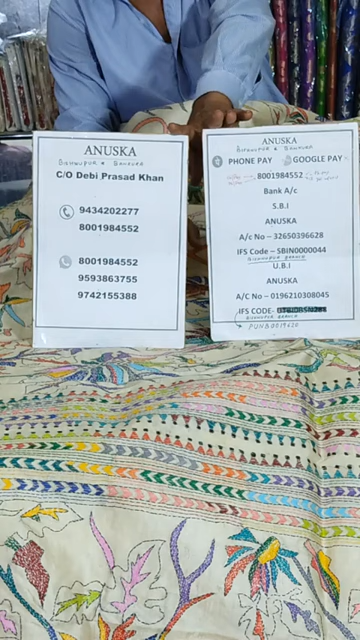 ANUSKA
BISHNUPUR * BANKURA
C/O Debi Prasad Khan
9434202277
8001984552
8001984552
9593863755
9742155388
ANUSKA
BISHNUPUR * BANKURA
PHONE PAY GOOGLE PAY
8001984552
Bank A/c
S.B.I
ANUSKA
A/c No – 32650396628
IFS Code – SBIN0000044
BISHNUPUR BRANCH
U.B.I
ANUSKA
A/C No – 0196210308045
IFS CODE-
BISHNUPUR BRANCH
PUNB0019620